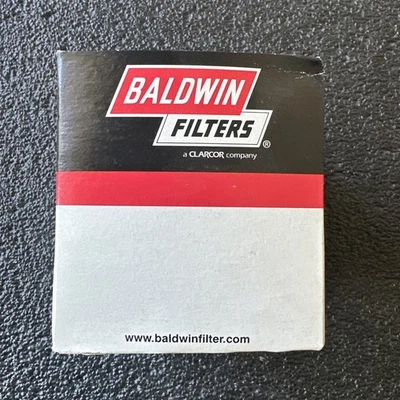 BALDWIN
FILTERS®
a CLARCOR company
www.baldwinfilter.com